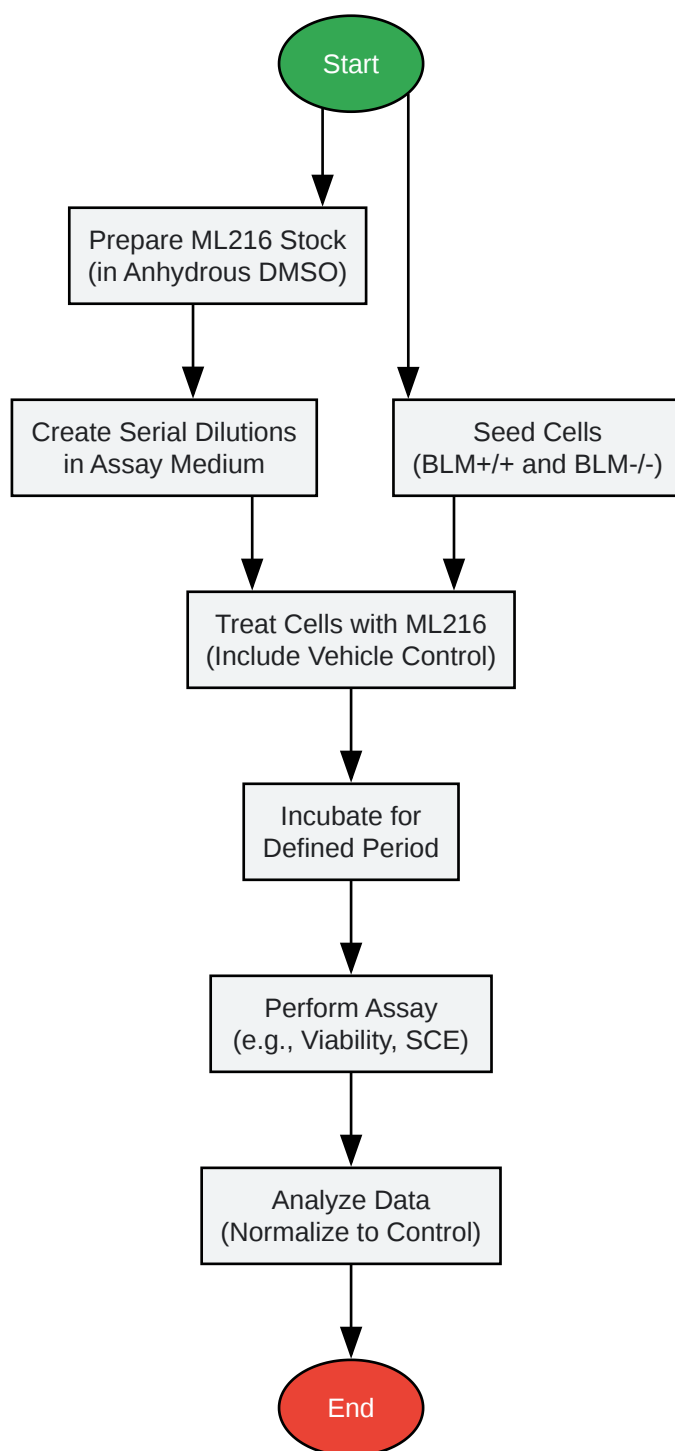 Start
Prepare ML216 Stock
(in Anhydrous DMSO)
Create Serial Dilutions
in Assay Medium
Seed Cells
(BLM+/+ and BLM-/-)
Treat Cells with ML216
(Include Vehicle Control)
Incubate for
Defined Period
Perform Assay
(e.g., Viability, SCE)
Analyze Data
(Normalize to Control)
End